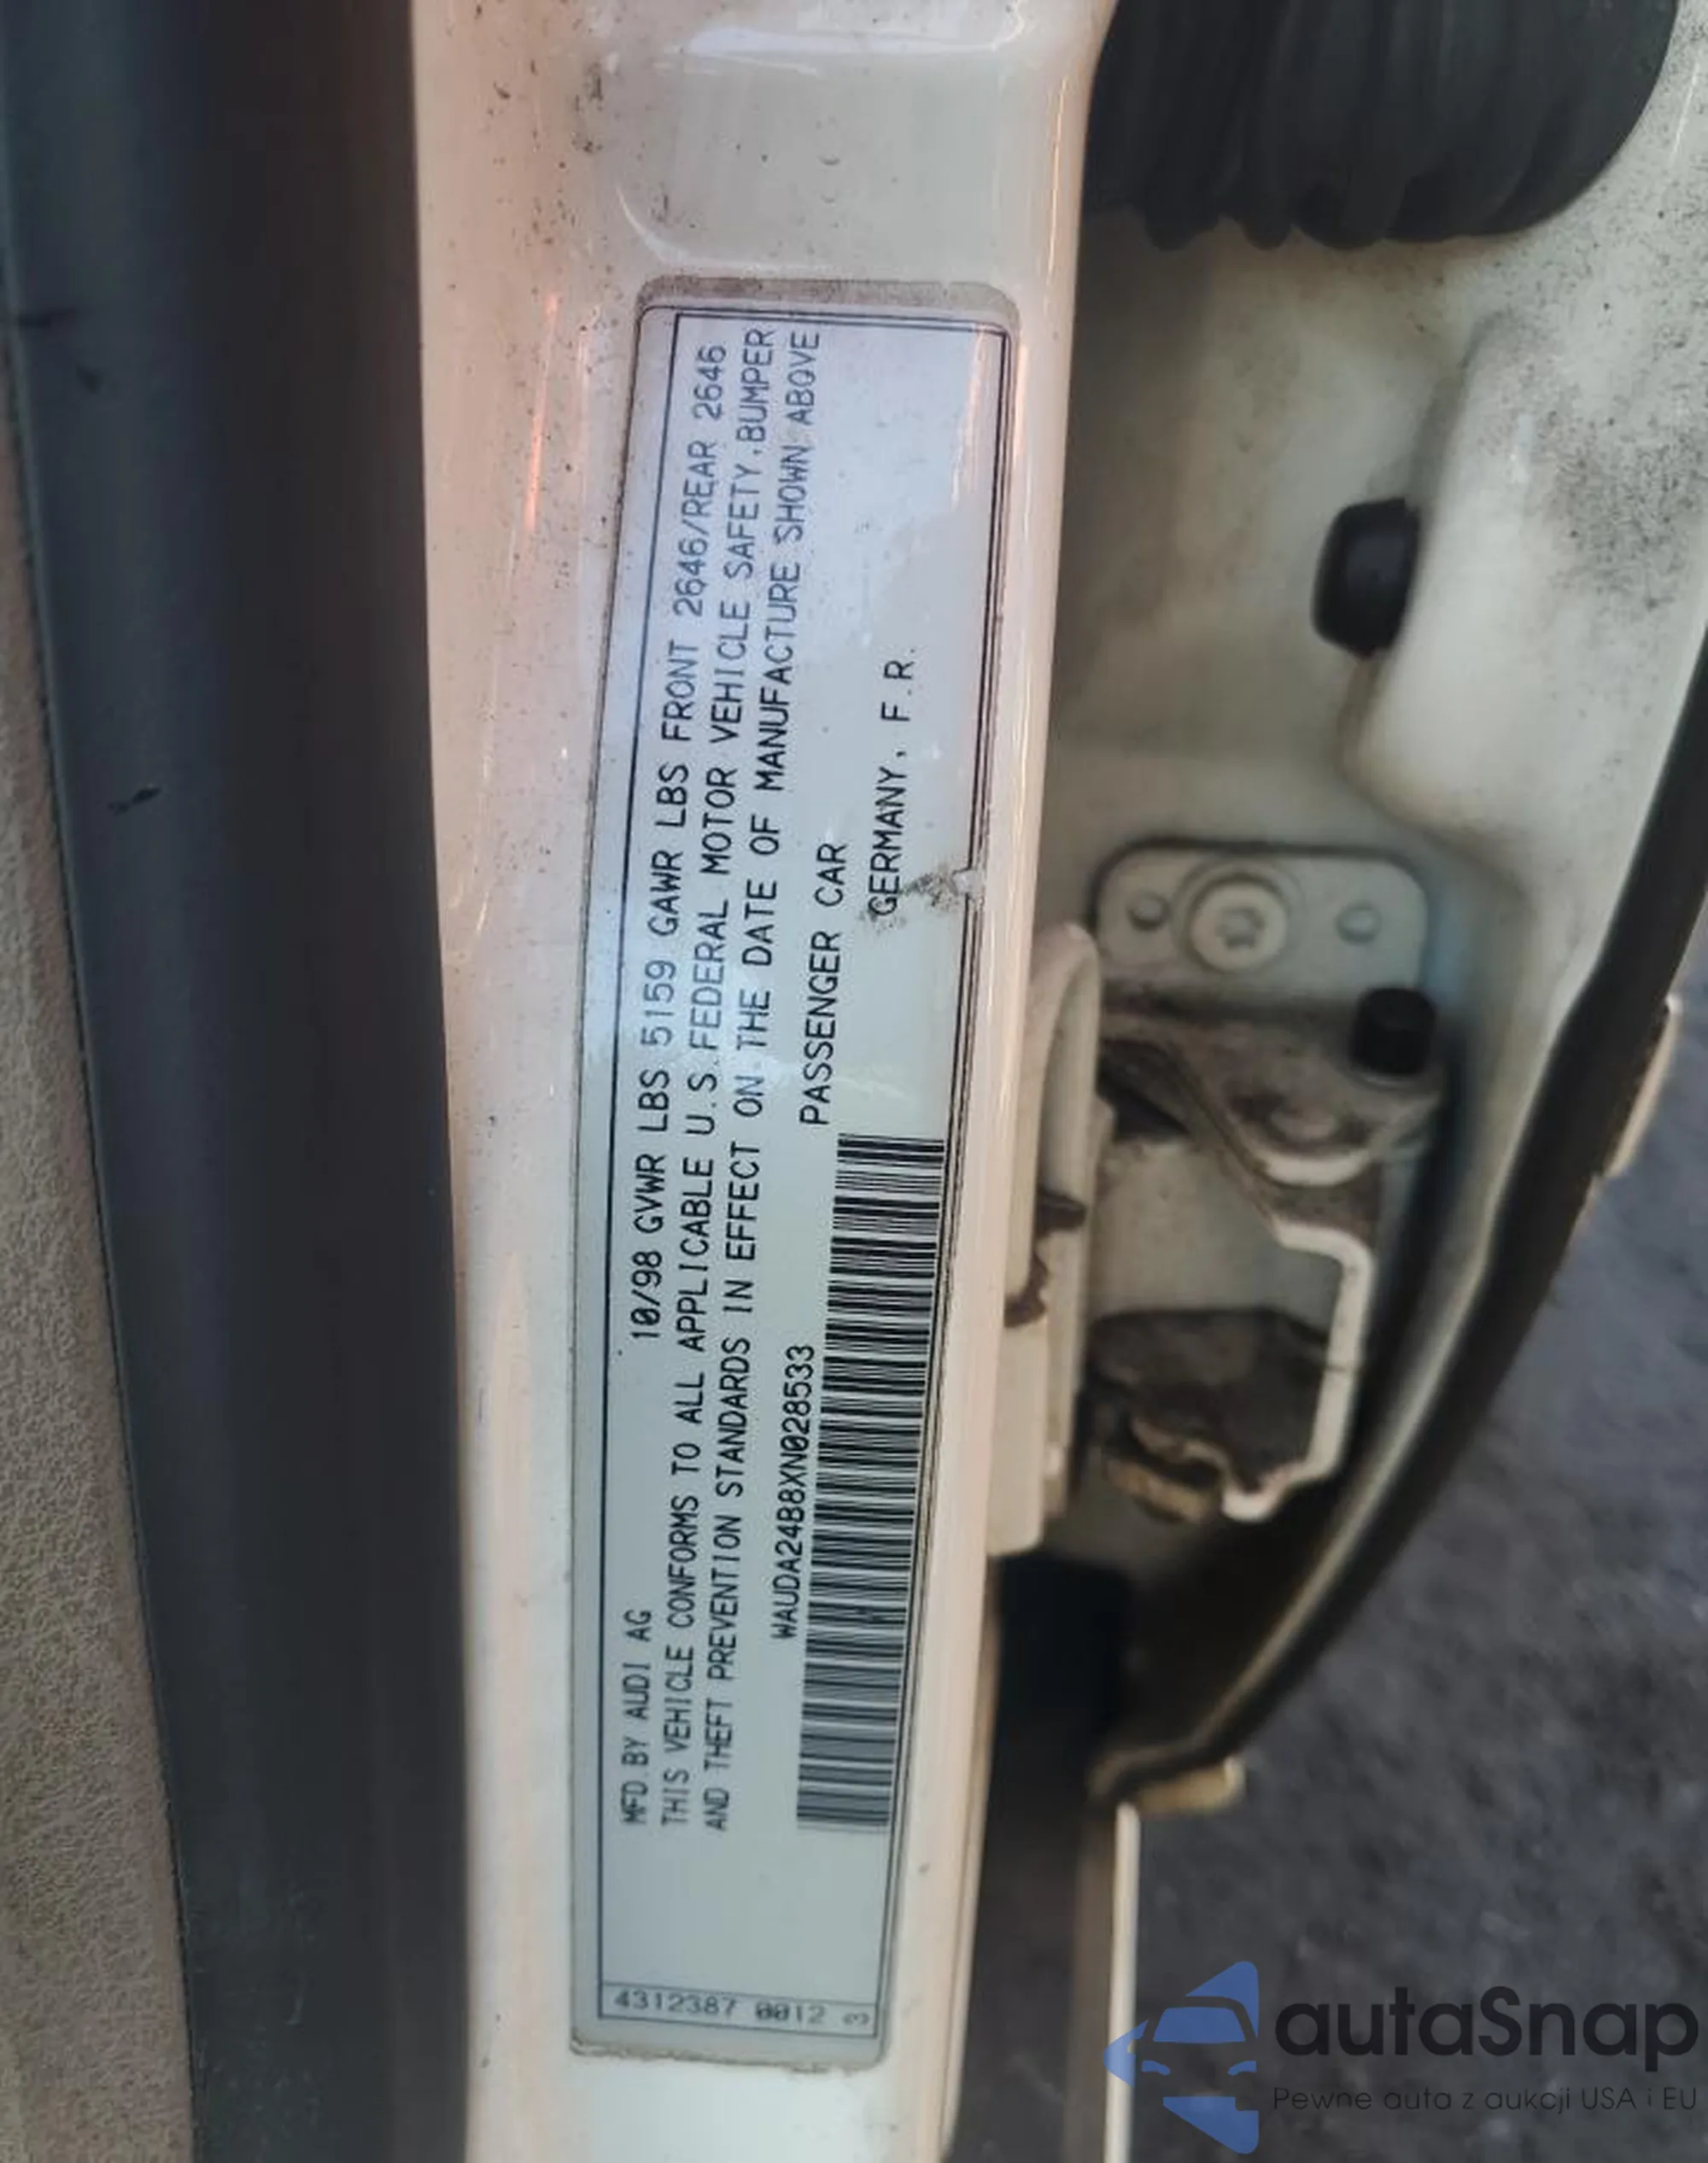 MFD.BY AUDI AG 10/98 GVWR LBS 5159 GAWR LBS FRONT 2646/REAR 2646
THIS VEHICLE CONFORMS TO ALL APPLICABLE U.S.FEDERAL MOTOR VEHICLE SAFETY,BUMPER
AND THEFT PREVENTION STANDARDS IN EFFECT ON THE DATE OF MANUFACTURE SHOWN ABOVE
WAUDA24B8XN028533 PASSENGER CAR
GERMANY, F.R.
4312387 0012 3
autaSnap
Pewne auta z aukcji USA i EU